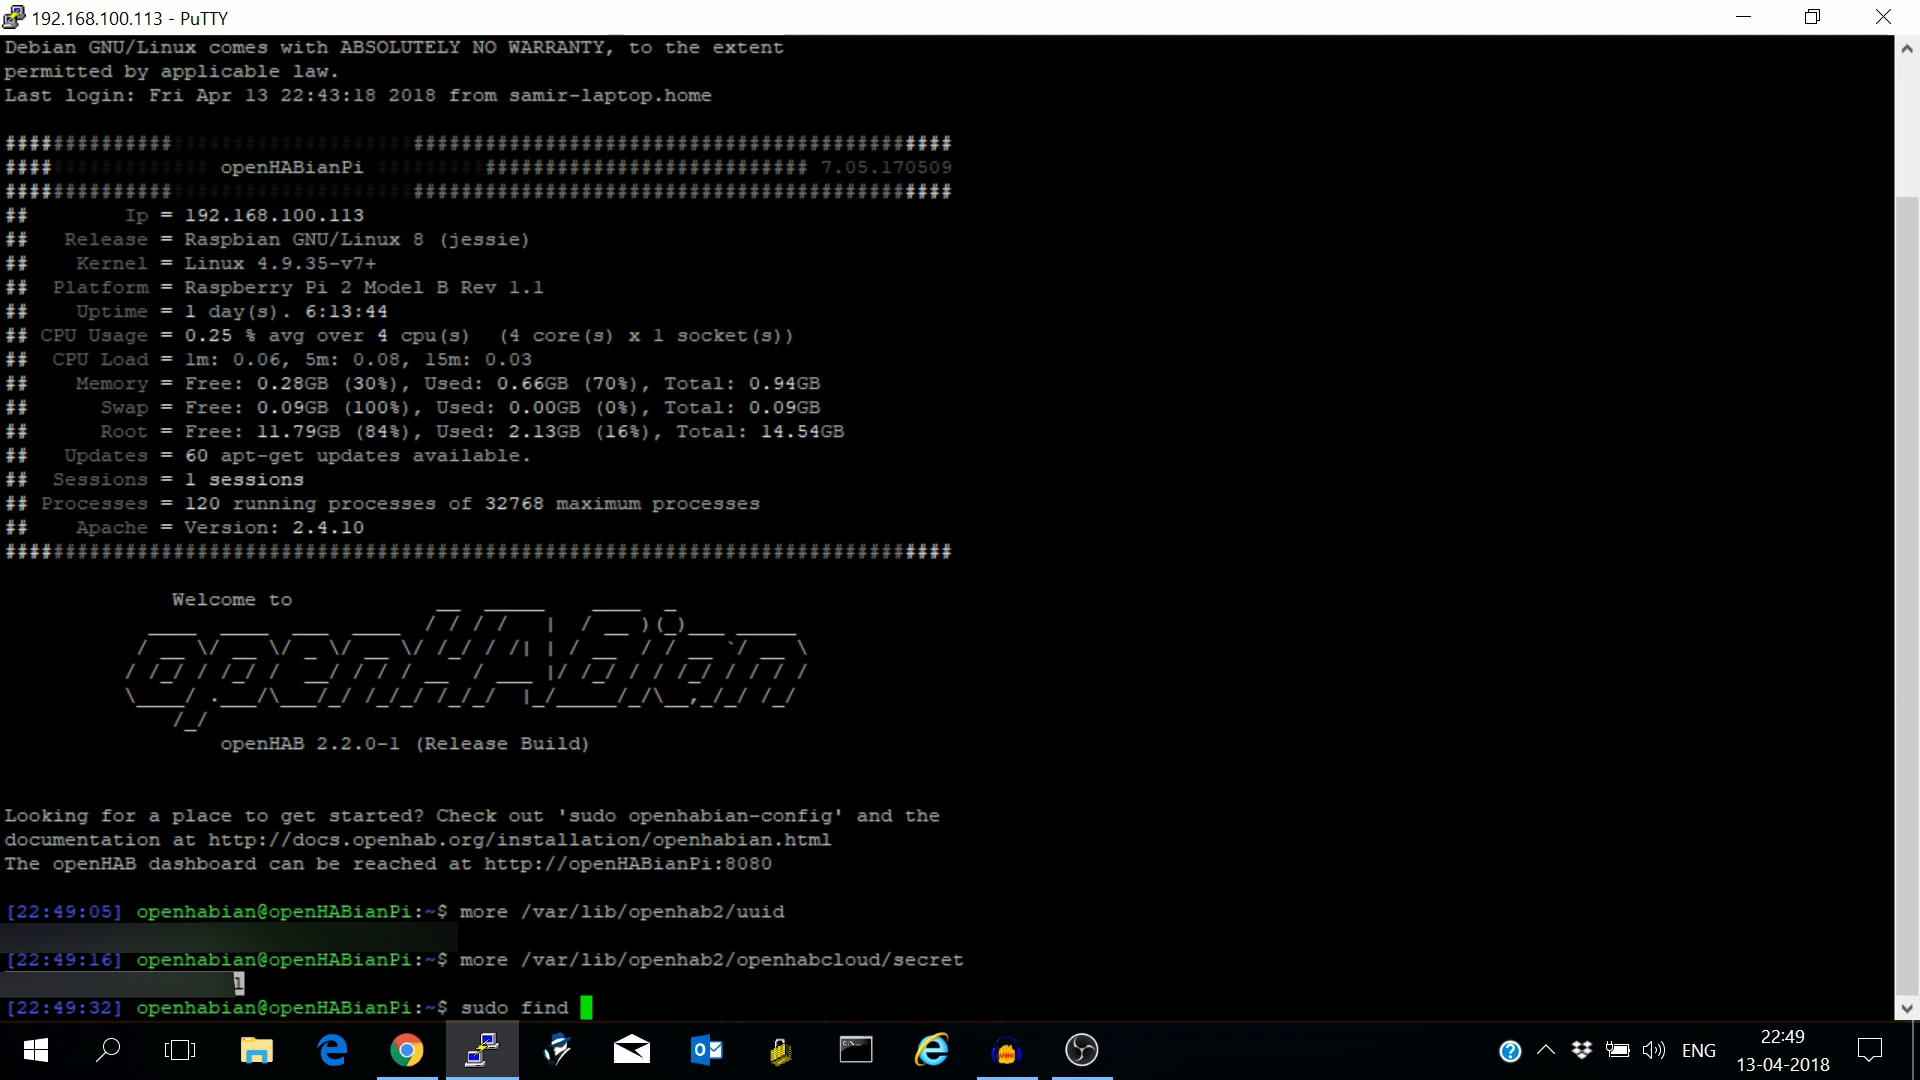 192.168.100.113 - PuTTY
Debian GNU/Linux comes with ABSOLUTELY NO WARRANTY, to the extent
permitted by applicable law.
Last login: Fri Apr 13 22:43:18 2018 from samir-laptop.home
###############################################################################
#### openHABianPi ########################### 7.05.170509
###############################################################################
## Ip = 192.168.100.113
## Release = Raspbian GNU/Linux 8 (jessie)
## Kernel = Linux 4.9.35-v7+
## Platform = Raspberry Pi 2 Model B Rev 1.1
## Uptime = 1 day(s). 6:13:44
## CPU Usage = 0.25 % avg over 4 cpu(s) (4 core(s) x 1 socket(s))
## CPU Load = 1m: 0.06, 5m: 0.08, 15m: 0.03
## Memory = Free: 0.28GB (30%), Used: 0.66GB (70%), Total: 0.94GB
## Swap = Free: 0.09GB (100%), Used: 0.00GB (0%), Total: 0.09GB
## Root = Free: 11.79GB (84%), Used: 2.13GB (16%), Total: 14.54GB
## Updates = 60 apt-get updates available.
## Sessions = 1 sessions
## Processes = 120 running processes of 32768 maximum processes
## Apache = Version: 2.4.10
###############################################################################
Welcome to
openHABian
openHAB 2.2.0-1 (Release Build)
Looking for a place to get started? Check out 'sudo openhabian-config' and the
documentation at http://docs.openhab.org/installation/openhabian.html
The openHAB dashboard can be reached at http://openHABianPi:8080
[22:49:05] openhabian@openHABianPi:~$ more /var/lib/openhab2/uuid
[22:49:16] openhabian@openHABianPi:~$ more /var/lib/openhab2/openhabcloud/secret
l
[22:49:32] openhabian@openHABianPi:~$ sudo find
ENG
22:49
13-04-2018